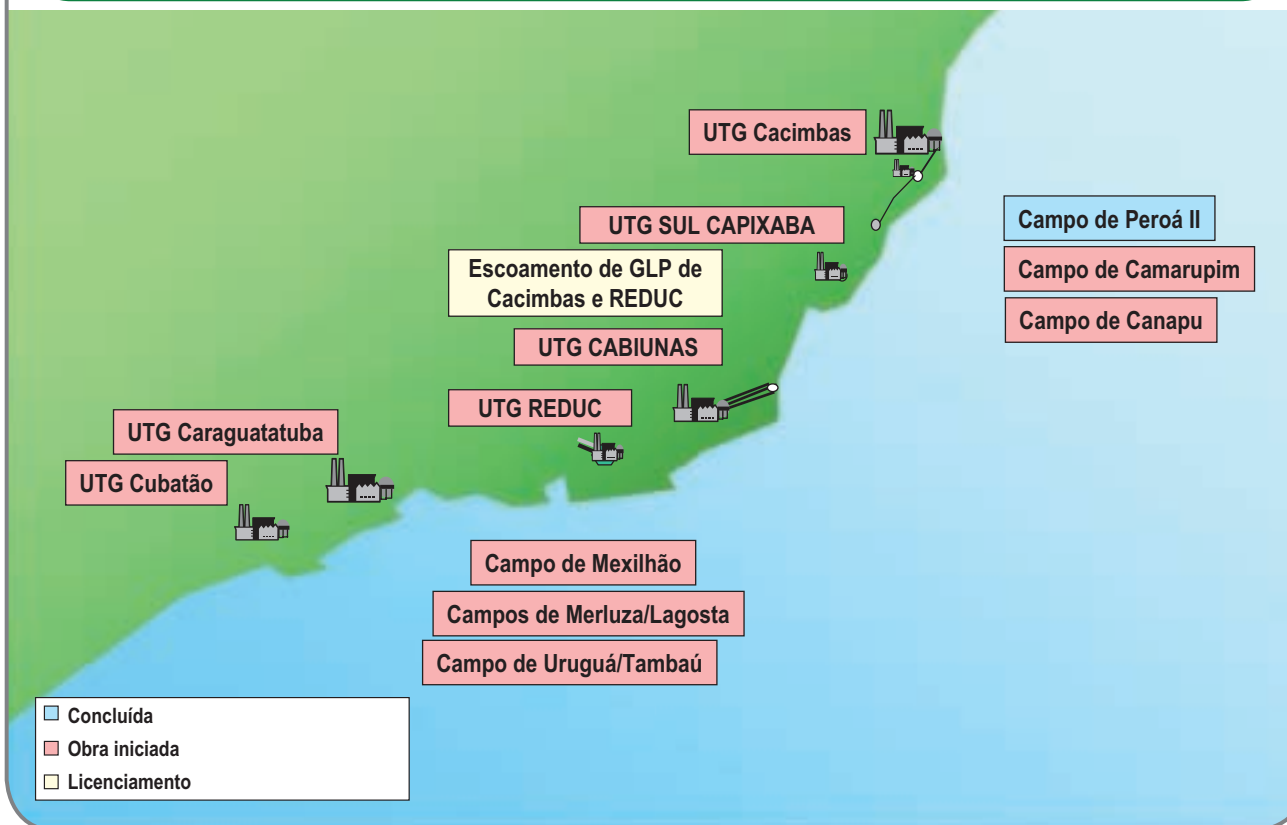 UTG Cacimbas
UTG SUL CAPIXABA
Campo de Peroá II
Campo de Camarupim
Campo de Canapu
Escoamento de GLP de
Cacimbas e REDUC
UTG CABIUNAS
UTG REDUC
UTG Caraguatatuba
UTG Cubatão
Campo de Mexilhão
Campos de Merluza/Lagosta
Campo de Uruguá/Tambaú
Concluída
Obra iniciada
Licenciamento